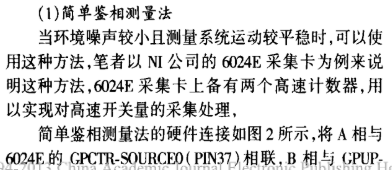 (1)简单鉴相测量法
当环境噪声较小且测量系统运动较平稳时,可以使
用这种方法,笔者以 NI 公司的 6024E 采集卡为例来说
明这种方法,6024E 采集卡上备有两个高速计数器,用
以实现对高速开关量的采集处理,
简单鉴相测量法的硬件连接如图 2 所示,将 A 相与
6024E 的 GPCTR-SOURCE0(PIN37)相联,B 相与 GPUP-
China Academic Journal Electronic Publishing